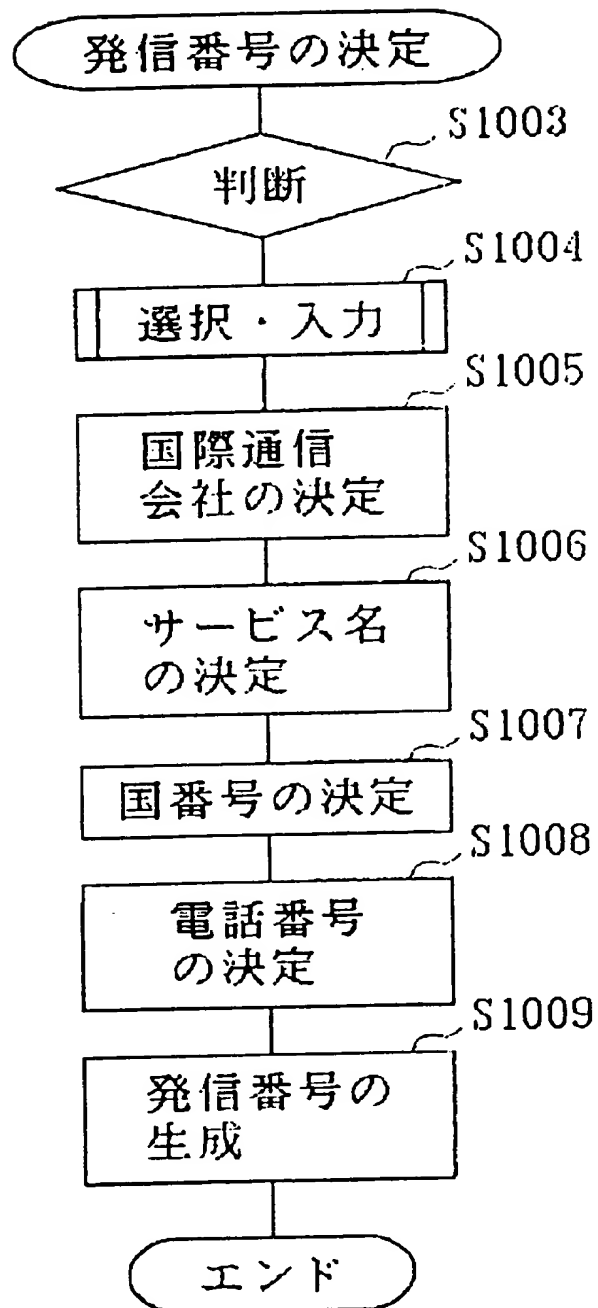 発信番号の決定
S1003
判断
S1004
選択・入力
S1005
国際通信
会社の決定
S1006
サービス名
の決定
S1007
国番号の決定
S1008
電話番号
の決定
S1009
発信番号の
生成
エンド